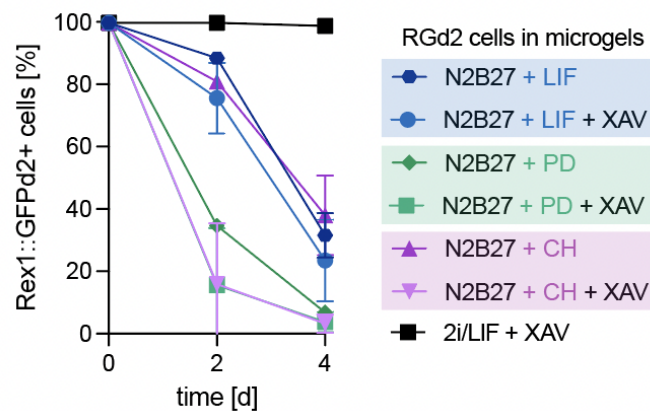 Rex1::GFPd2+ cells [%]
100
80
60
40
20
0
0
2
4
time [d]
RGd2 cells in microgels
N2B27 + LIF
N2B27 + LIF + XAV
N2B27 + PD
N2B27 + PD + XAV
N2B27 + CH
N2B27 + CH + XAV
2i/LIF + XAV